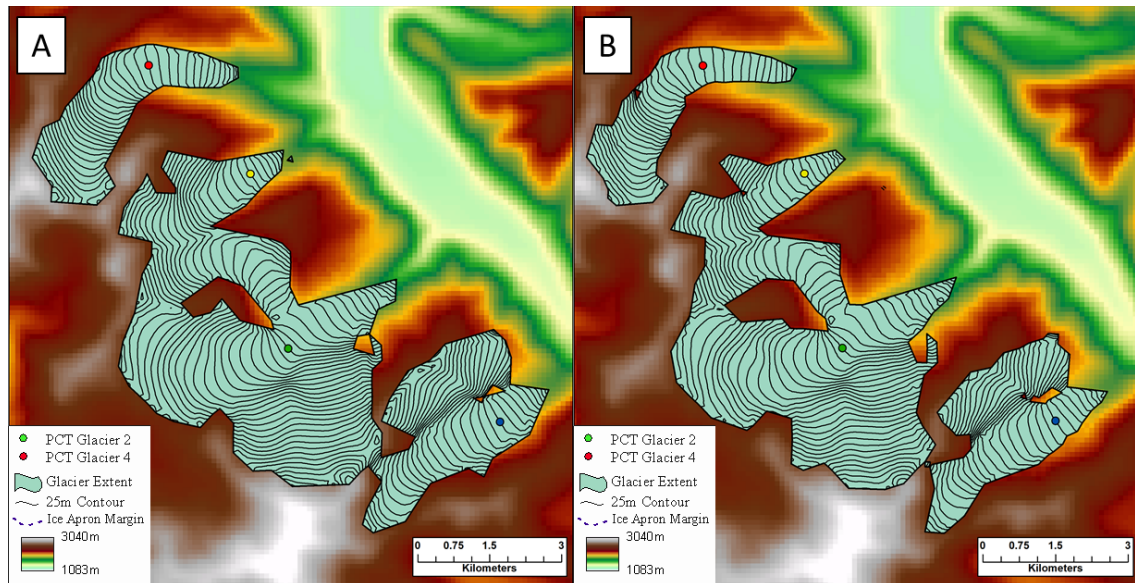 A
PCT Glacier 2
PCT Glacier 4
Glacier Extent
25m Contour
Ice Apron Margin
3040m
1083m
0 0.75 1.5 3
Kilometers
B
PCT Glacier 2
PCT Glacier 4
Glacier Extent
25m Contour
Ice Apron Margin
3040m
1083m
0 0.75 1.5 3
Kilometers